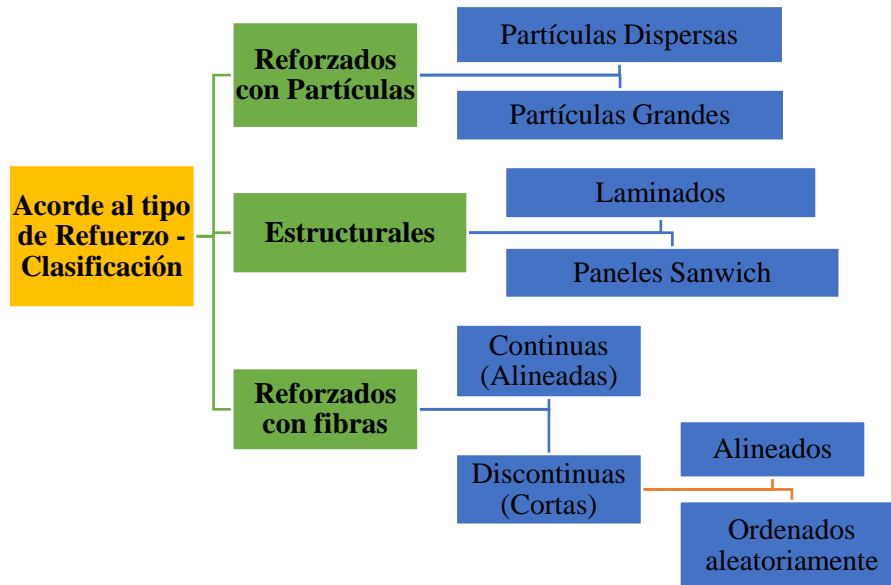 Acorde al tipo
de Refuerzo -
Clasificación
Reforzados
con Partículas
Partículas Dispersas
Partículas Grandes
Estructurales
Laminados
Paneles Sanwich
Reforzados
con fibras
Continuas
(Alineadas)
Discontinuas
(Cortas)
Alineados
Ordenados
aleatoriamente